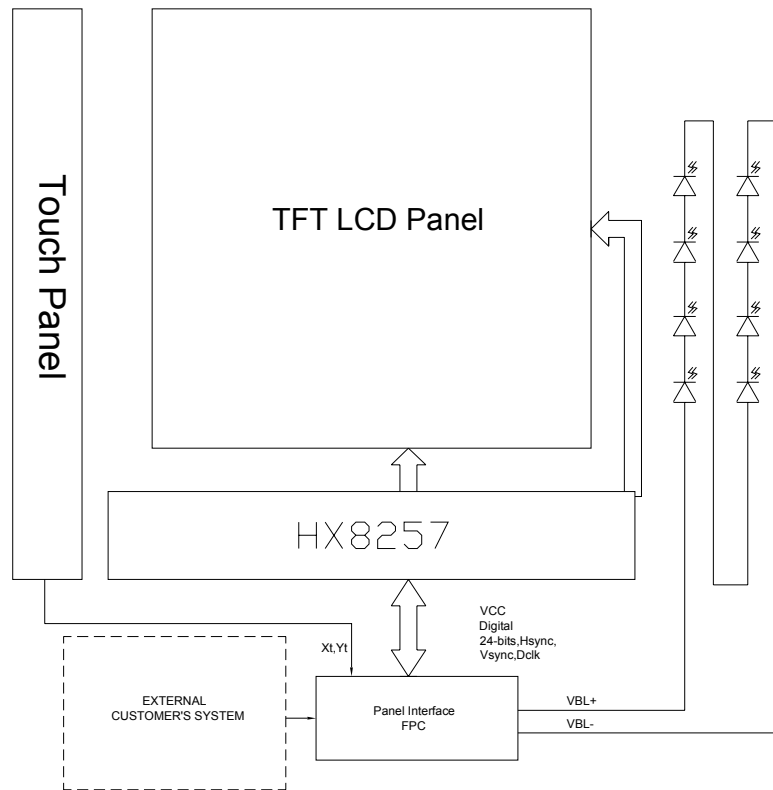 Touch Panel
TFT LCD Panel
HX8257
VCC
Digital
24-bits,Hsync,
Vsync,Dclk
Xt,Yt
EXTERNAL
CUSTOMER'S SYSTEM
Panel Interface
FPC
VBL+
VBL-